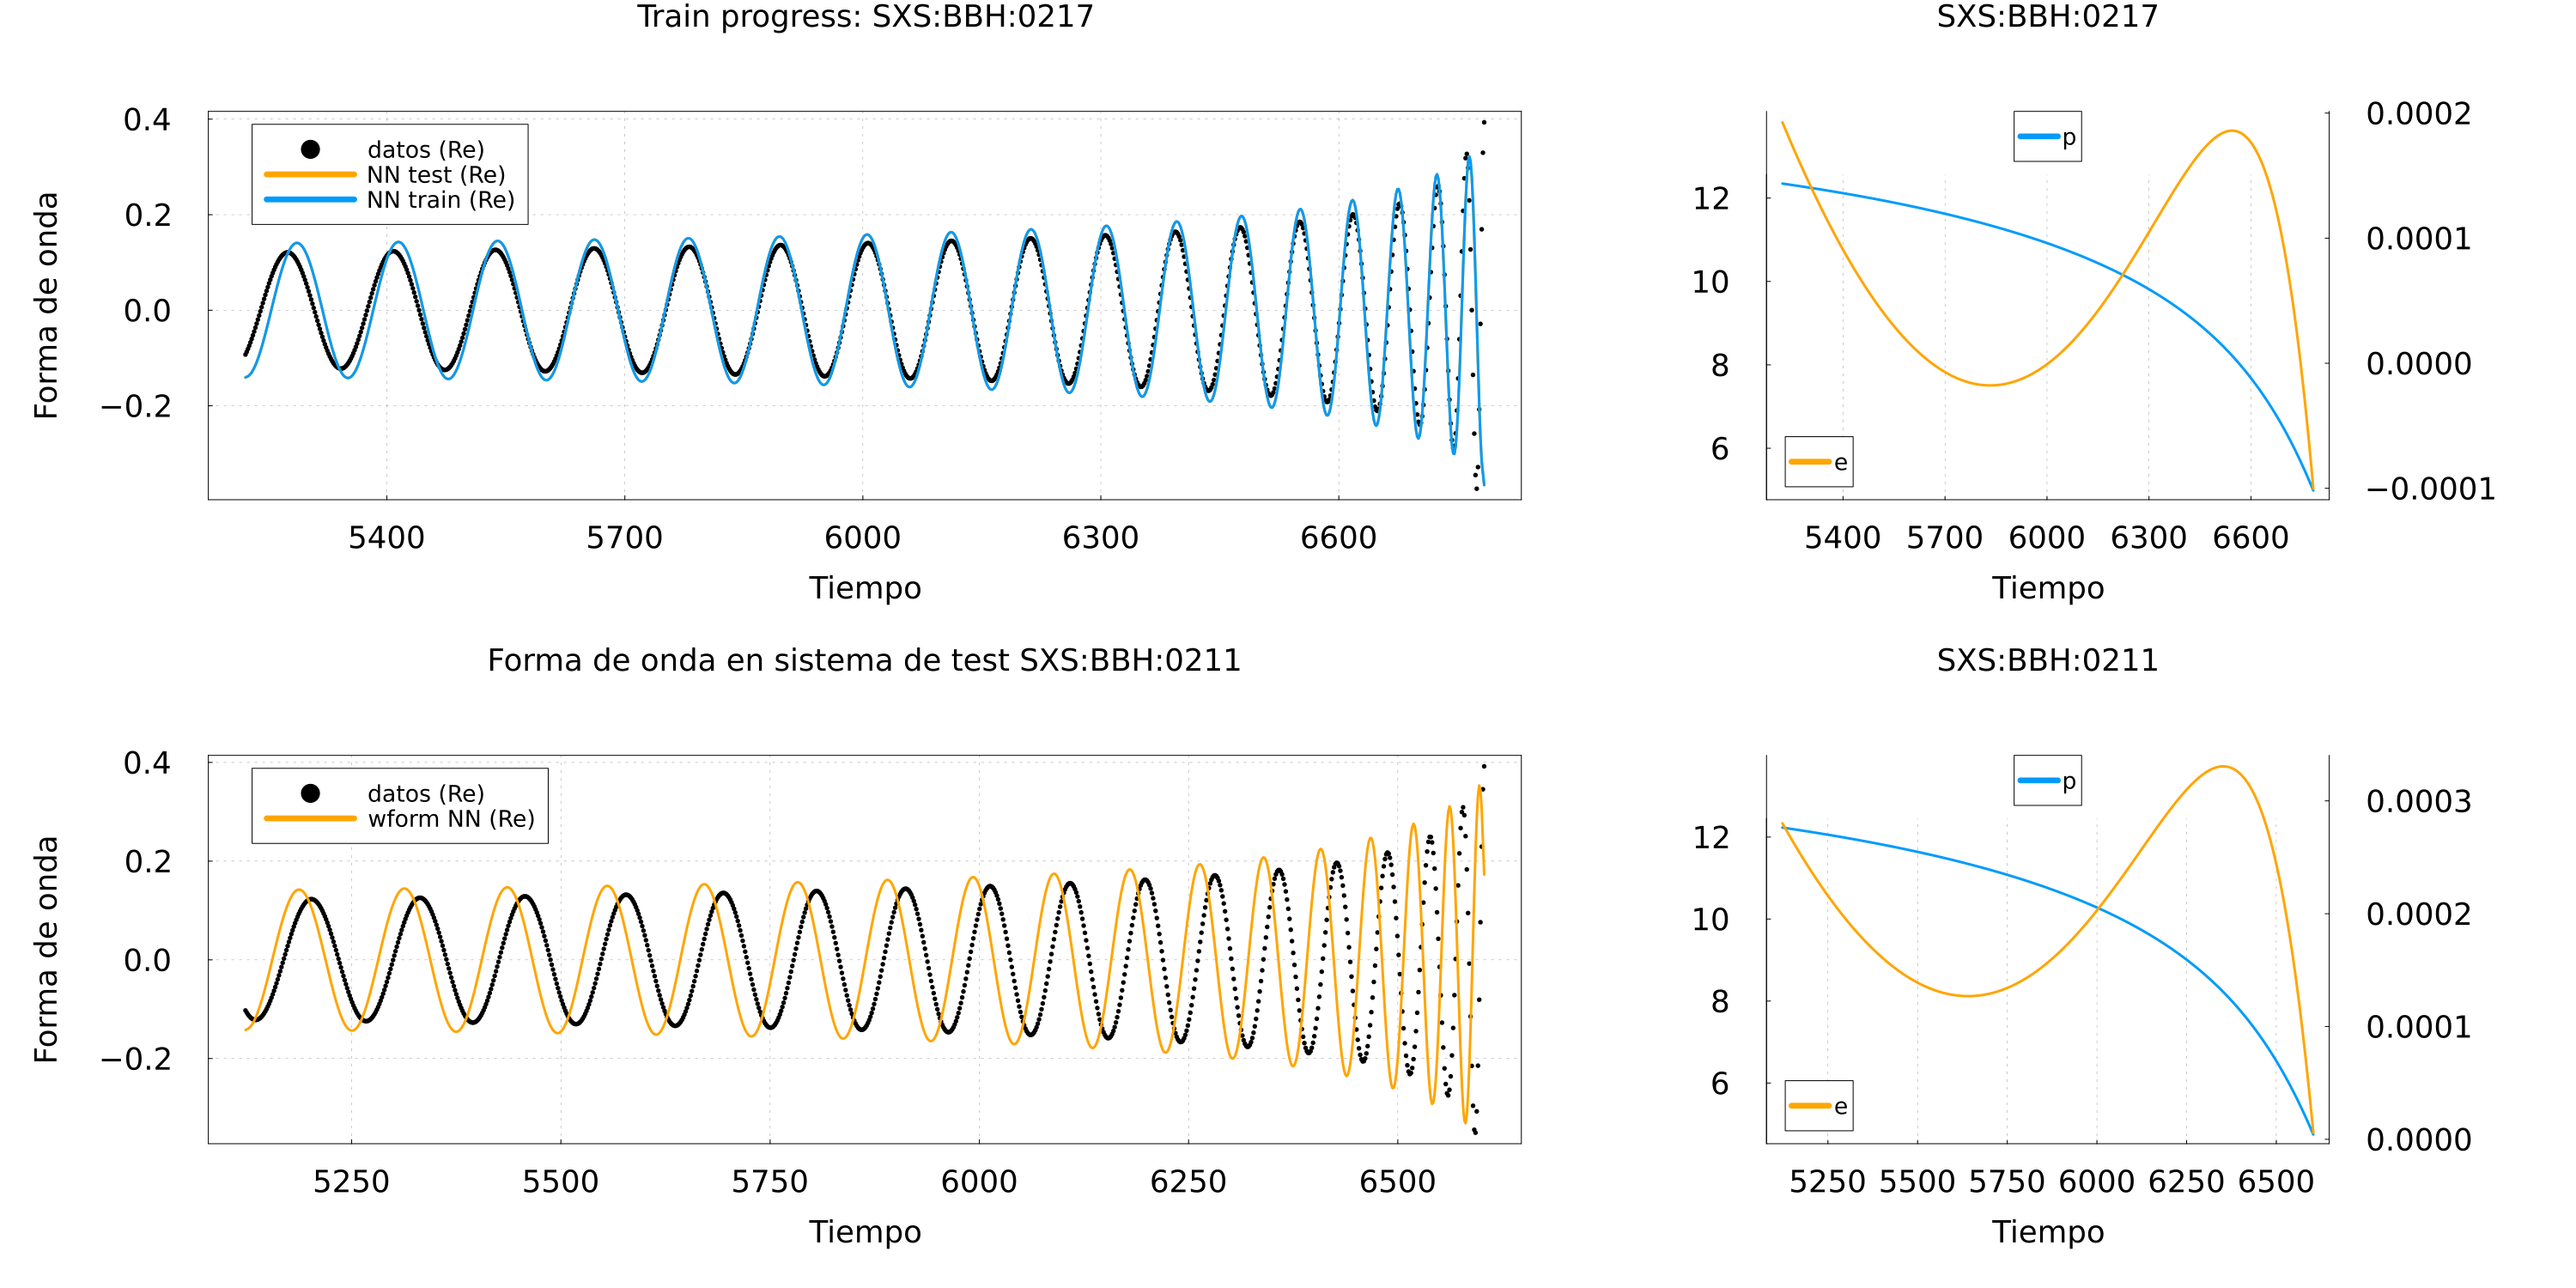 Train progress: SXS:BBH:0217
0.4
0.2
0.0
−0.2
Forma de onda
datos (Re)
NN test (Re)
NN train (Re)
5400 5700 6000 6300 6600
Tiempo
SXS:BBH:0217
12
10
8
6
p
e
0.0002
0.0001
0.0000
−0.0001
5400 5700 6000 6300 6600
Tiempo
Forma de onda en sistema de test SXS:BBH:0211
0.4
0.2
0.0
−0.2
Forma de onda
datos (Re)
wform NN (Re)
5250 5500 5750 6000 6250 6500
Tiempo
SXS:BBH:0211
12
10
8
6
p
e
0.0003
0.0002
0.0001
0.0000
5250 5500 5750 6000 6250 6500
Tiempo